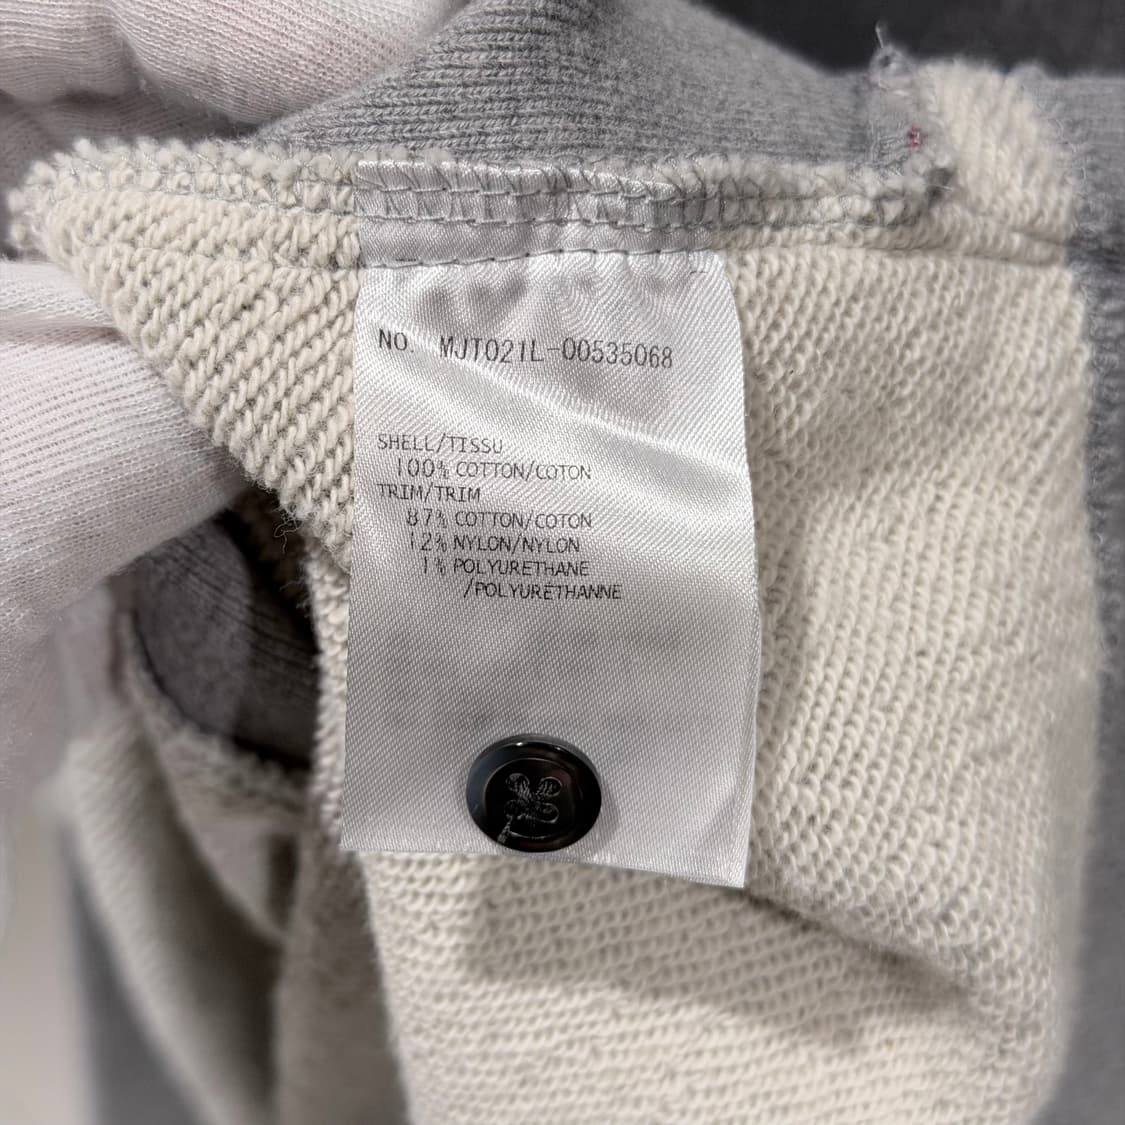 NO. MJT021L-00535068
SHELL/TISSU
100% COTTON/COTON
TRIM/TRIM
87% COTTON/COTON
12% NYLON/NYLON
1% POLYURETHANE
/POLYURÉTHANNE